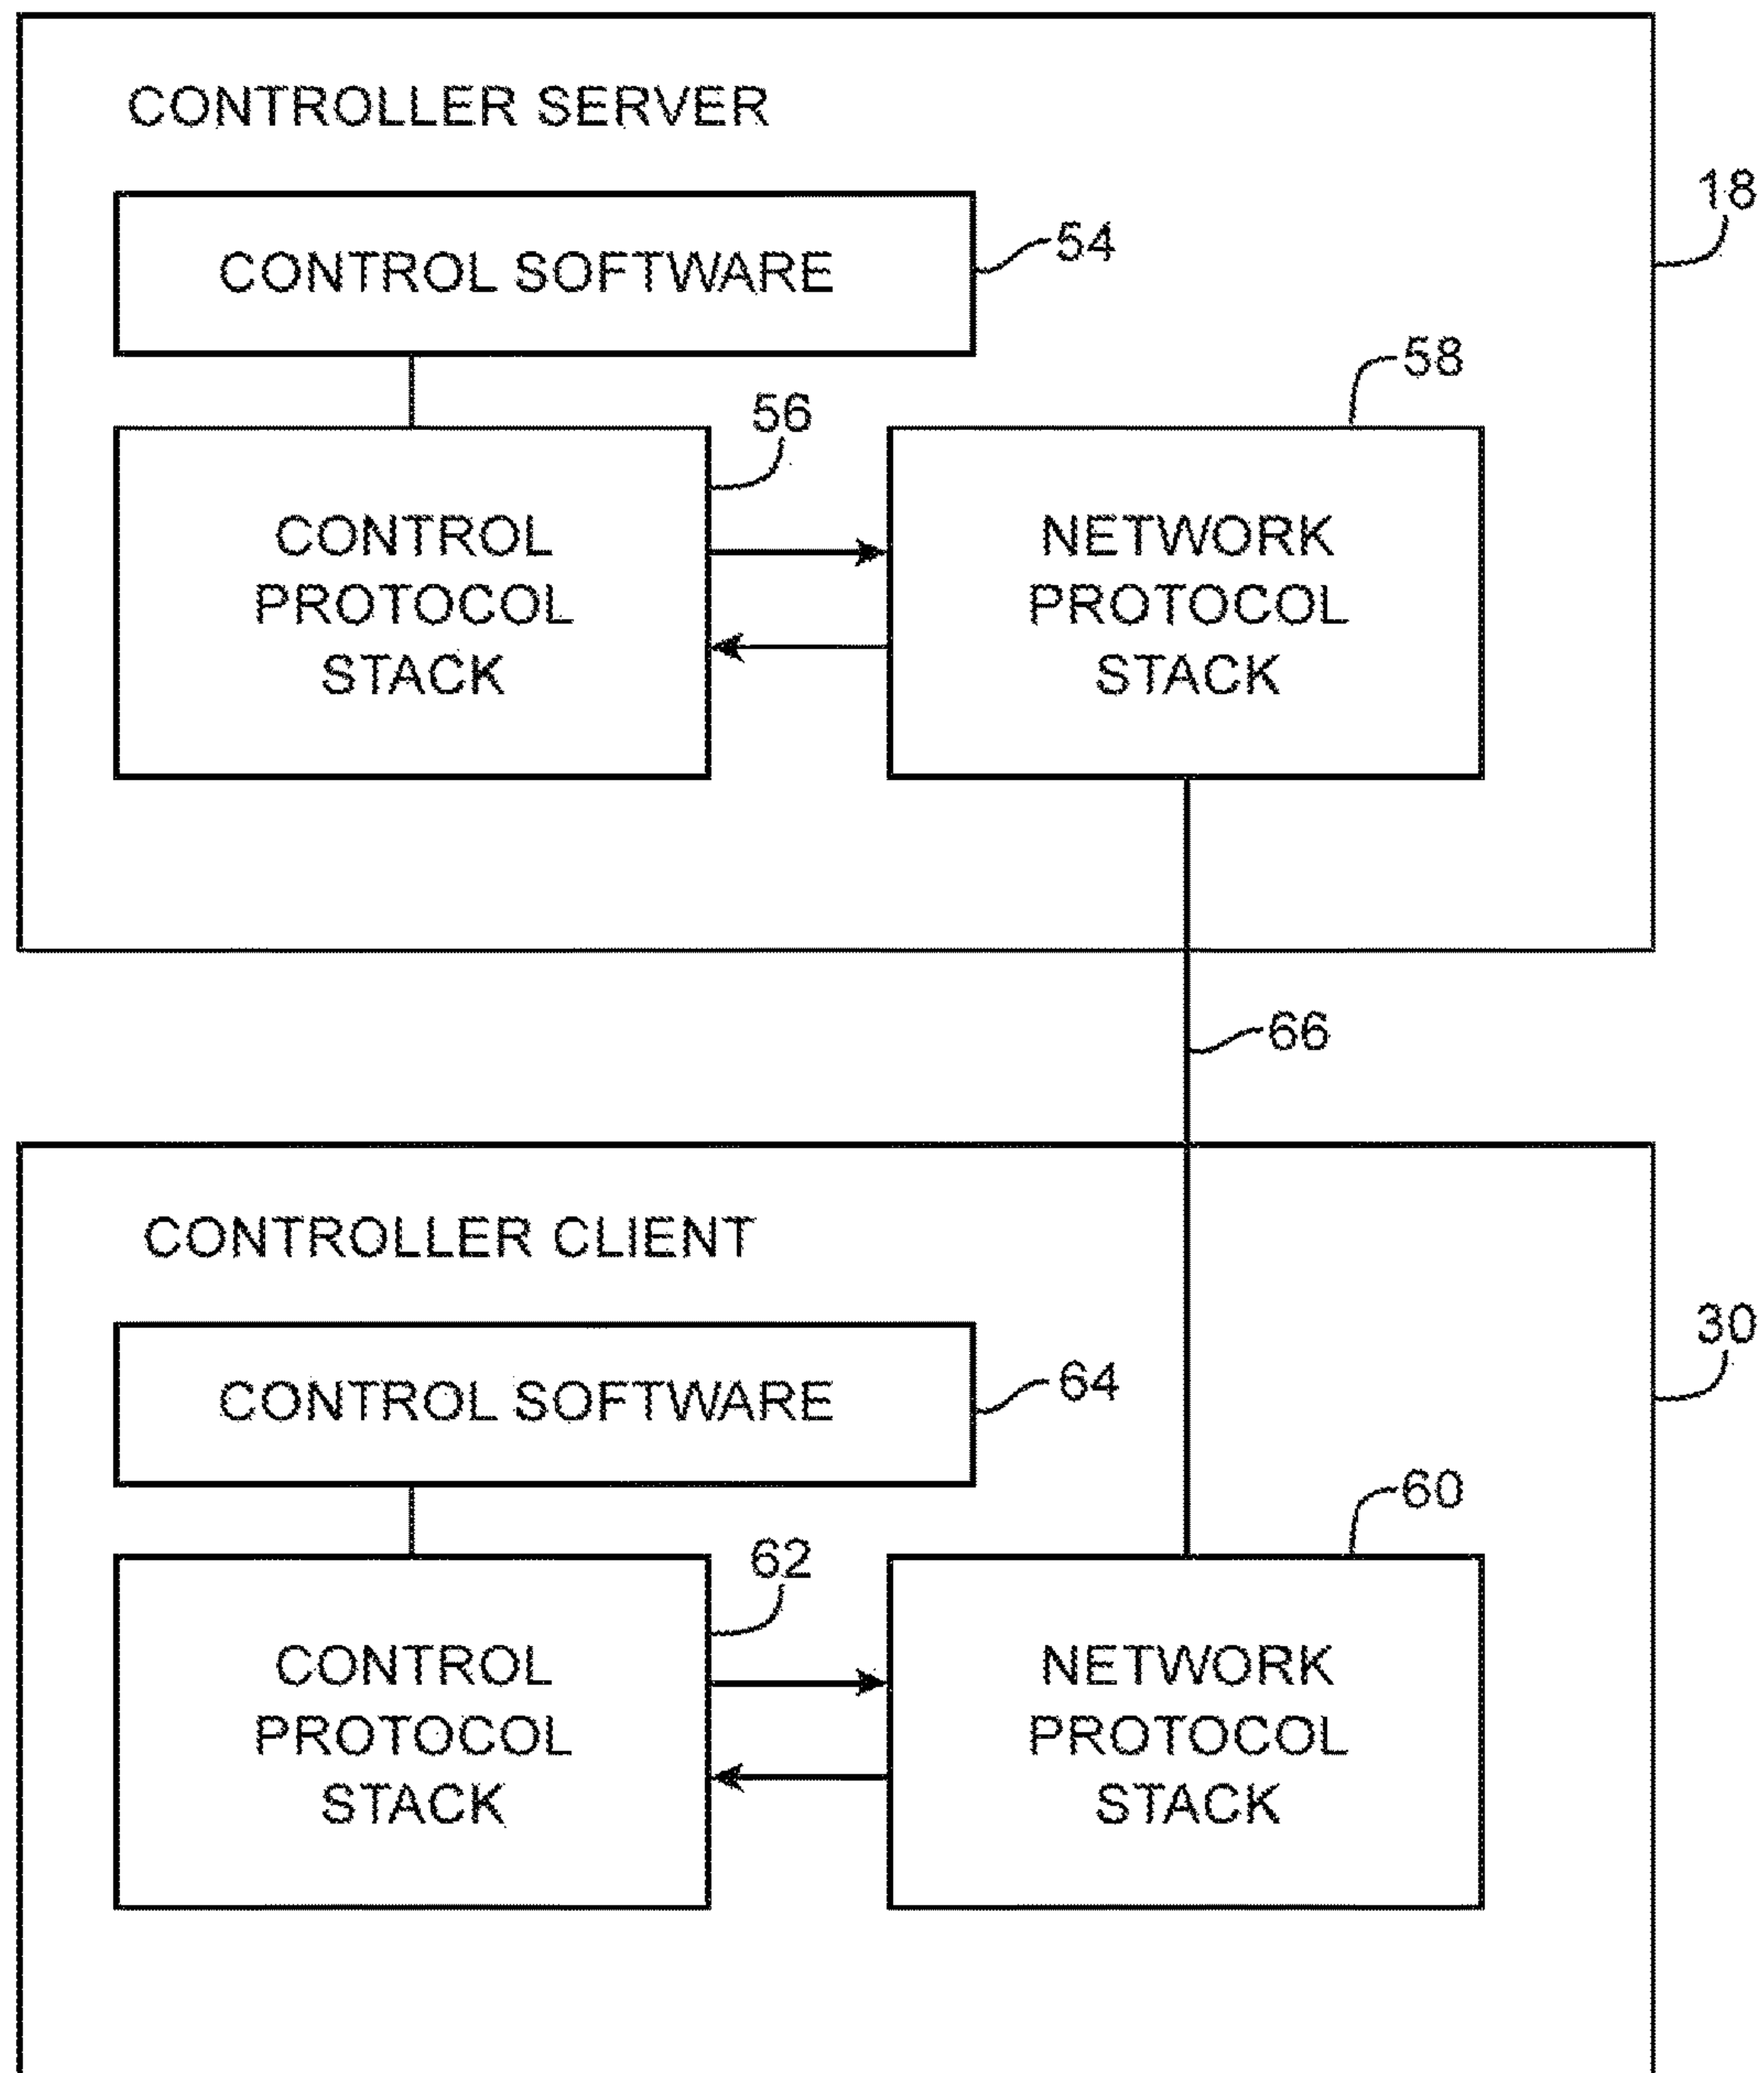 CONTROLLER SERVER
18
CONTROL SOFTWARE
54
58
56
CONTROL
PROTOCOL
STACK
NETWORK
PROTOCOL
STACK
66
CONTROLLER CLIENT
30
CONTROL SOFTWARE
64
60
62
CONTROL
PROTOCOL
STACK
NETWORK
PROTOCOL
STACK